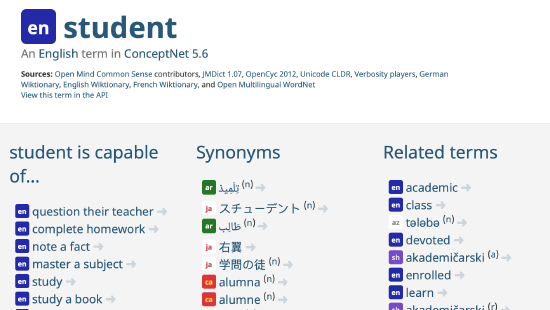 en student
An English term in ConceptNet 5.6
Sources: Open Mind Common Sense contributors, JMDict 1.07, OpenCyc 2012, Unicode CLDR, Verbosity players, German
Wiktionary, English Wiktionary, French Wiktionary, and Open Multilingual WordNet
View this term in the API
student is capable
of...
en question their teacher ➜
en complete homework ➜
en note a fact ➜
en master a subject ➜
en study ➜
en study a book ➜
Synonyms
ar تِلْمِيذ (n) ➜
ja スチューデント (n) ➜
ar طالِب (n) ➜
ja 右翼 ➜
ja 学問の徒 (n) ➜
ca alumna (n) ➜
ca alumne (n) ➜
Related terms
en academic ➜
en class ➜
az tələbə (n) ➜
en devoted ➜
sh akademičarski (a) ➜
en enrolled ➜
en learn ➜
sh akademičarski (r) ➜